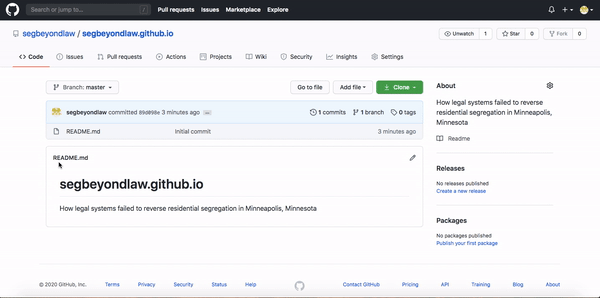 Search or jump to...
/
Pull requests
Issues
Marketplace
Explore
segbeyondlaw / segbeyondlaw.github.io
Unwatch 1
Star 0
Fork 0
Code
Issues
Pull requests
Actions
Projects
Wiki
Security
Insights
Settings
Branch: master
Go to file
Add file
Clone
segbeyondlaw committed 3 minutes ago
1 commits
1 branch
0 tags
README.md
Initial commit
3 minutes ago
README.md
segbeyondlaw.github.io
How legal systems failed to reverse residential segregation in Minneapolis, Minnesota
About
How legal systems failed to reverse
residential segregation in Minneapolis,
Minnesota
Readme
Releases
No releases published
Create a new release
Packages
No packages published
Publish your first package
© 2020 GitHub, Inc.
Terms
Privacy
Security
Status
Help
Contact GitHub
Pricing
API
Training
Blog
About